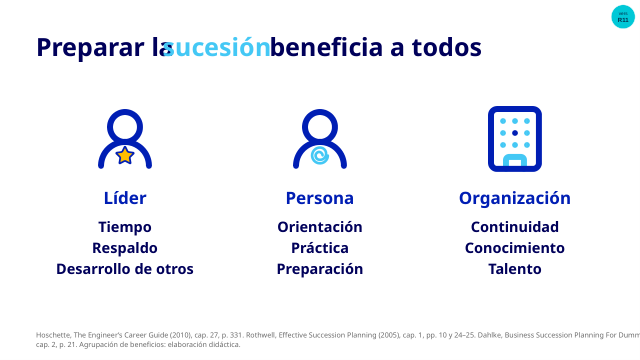 R11
Preparar la sucesión beneficia a todos
Líder
Tiempo
Respaldo
Desarrollo de otros
Persona
Orientación
Práctica
Preparación
Organización
Continuidad
Conocimiento
Talento
Hoschette, The Engineer's Career Guide (2010), cap. 27, p. 331. Rothwell, Effective Succession Planning (2005), cap. 1, pp. 10 y 24–25. Dahlke, Business Succession Planning For Dumm
cap. 2, p. 21. Agrupación de beneficios: elaboración didáctica.